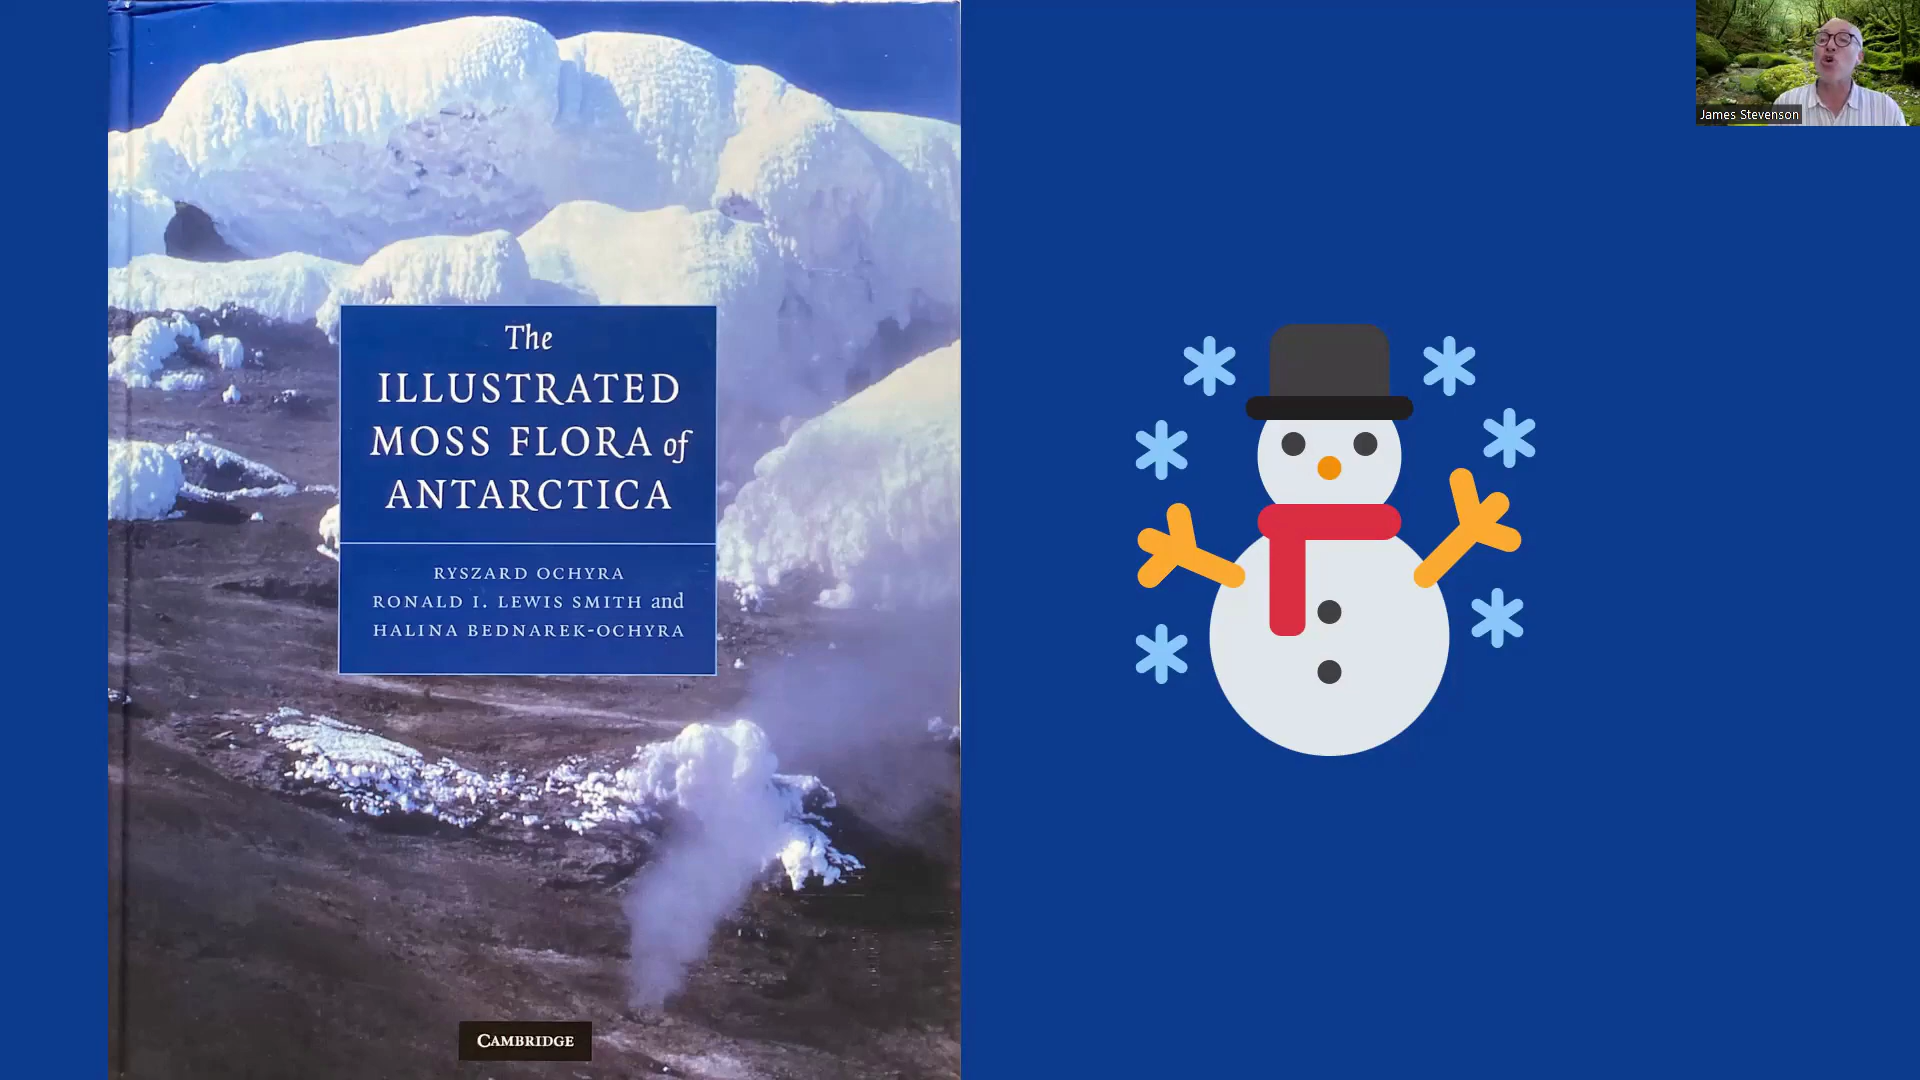 The
ILLUSTRATED
MOSS FLORA of
ANTARCTICA
RYSZARD OCHYRA
RONALD I. LEWIS SMITH and
HALINA BEDNAREK-OCHYRA
CAMBRIDGE
James Stevenson